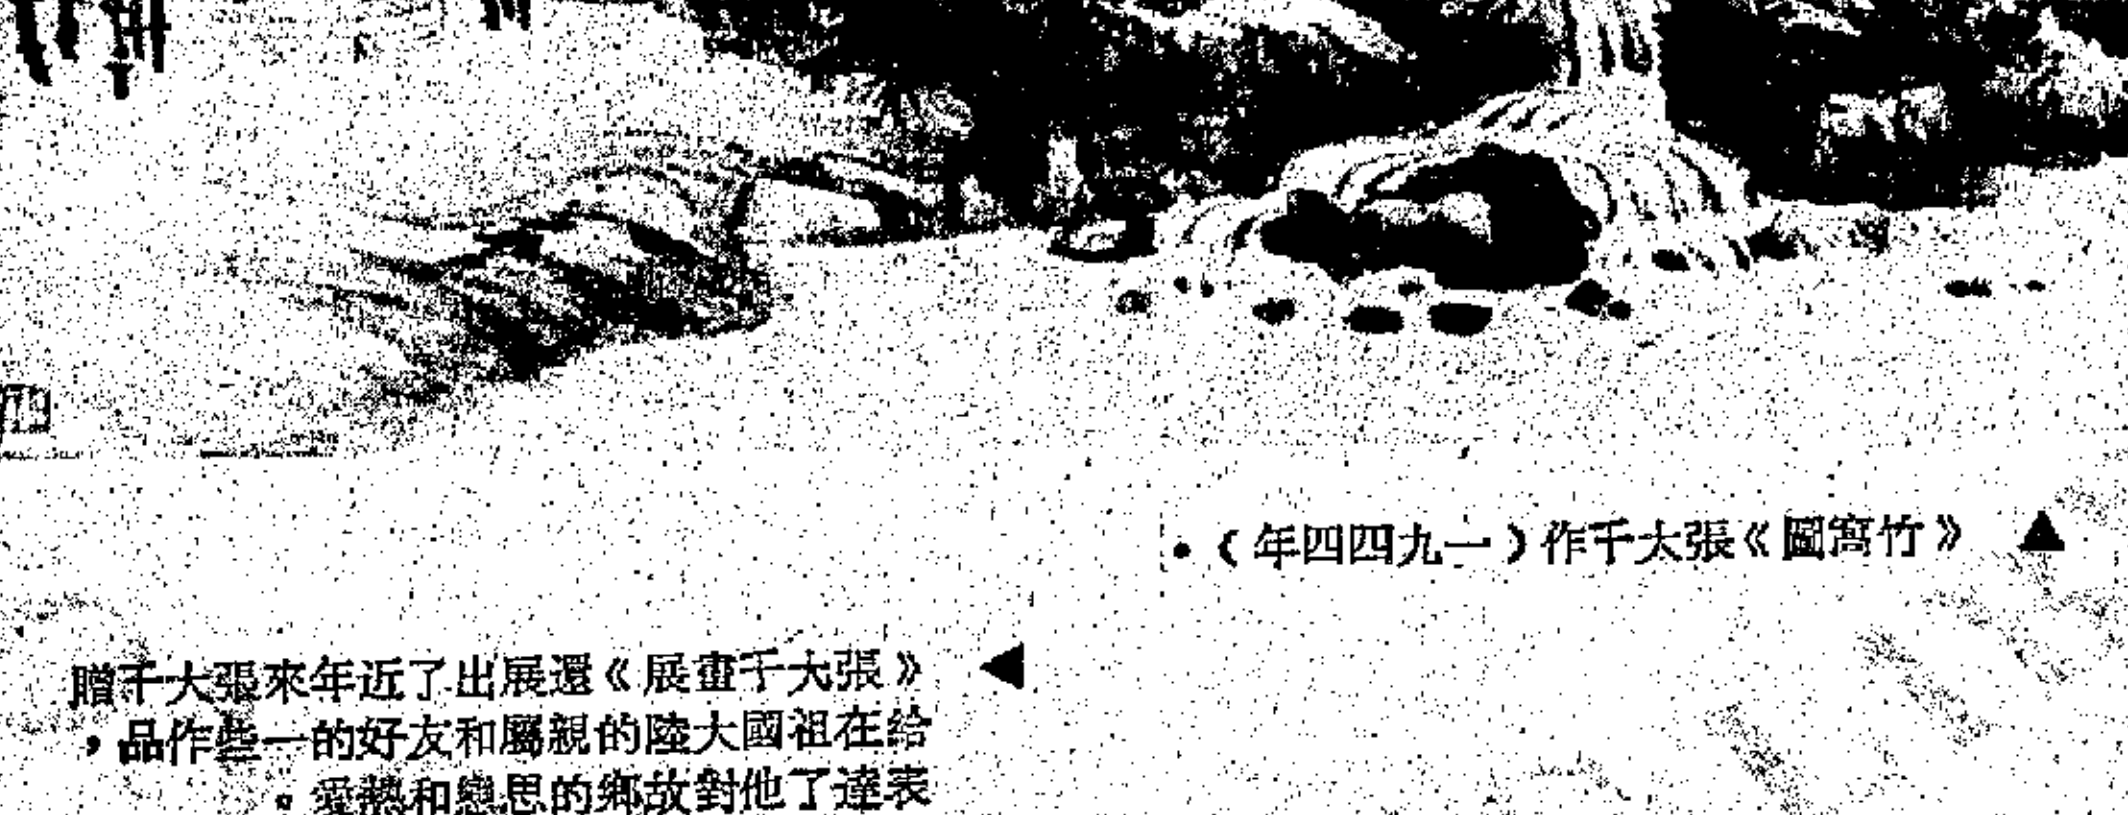 ▲《竹窩圖》張大千作（一九四四年）．
◀《張大千畫展》還展出了近年來張大千贈
给在祖國大陸的親屬和友好的一些作品，
表達了他對故鄉的思戀和熱愛。